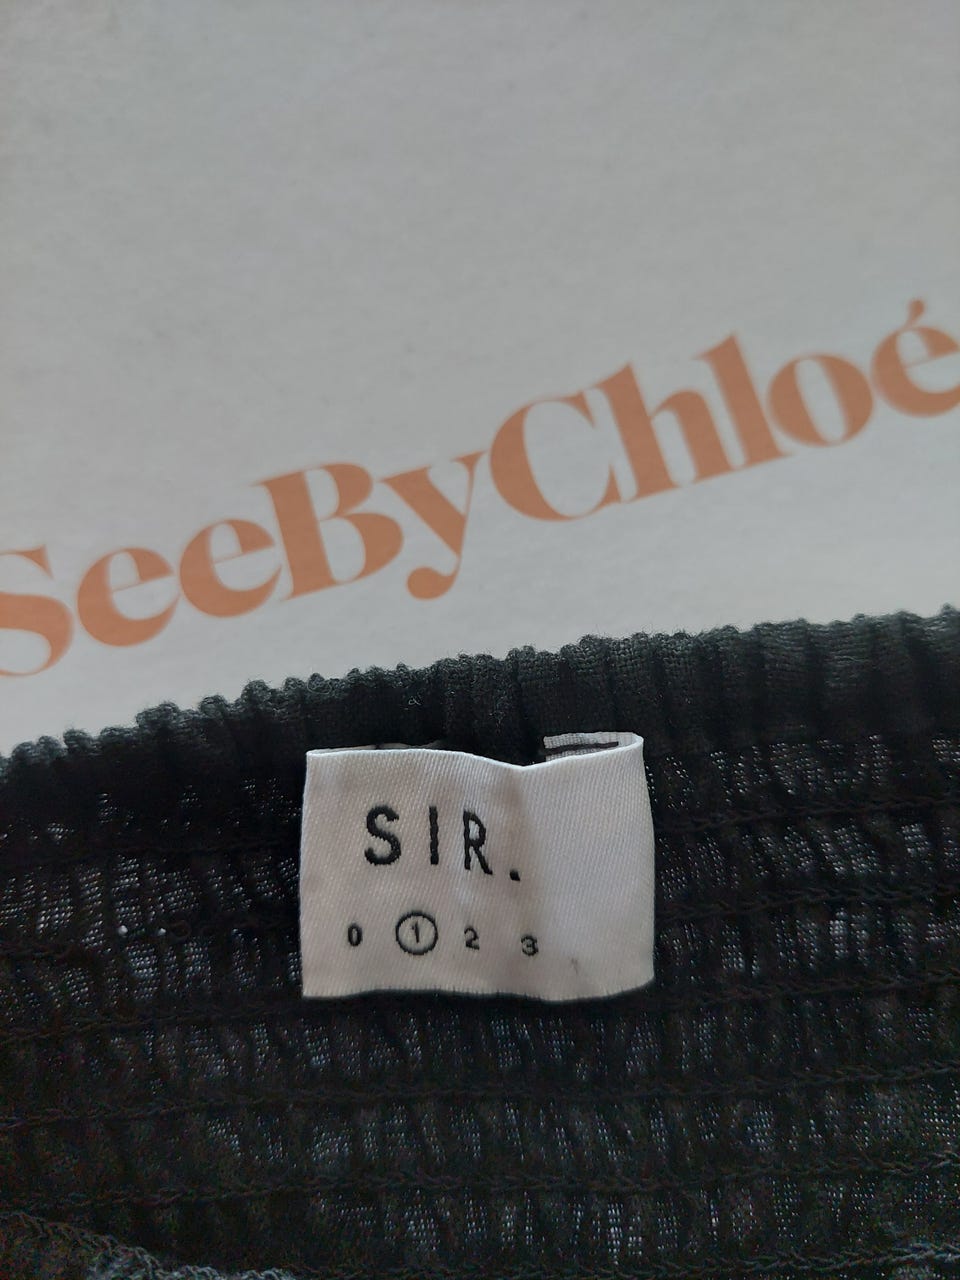 SeeByChloé
SIR.
0 1 2 3